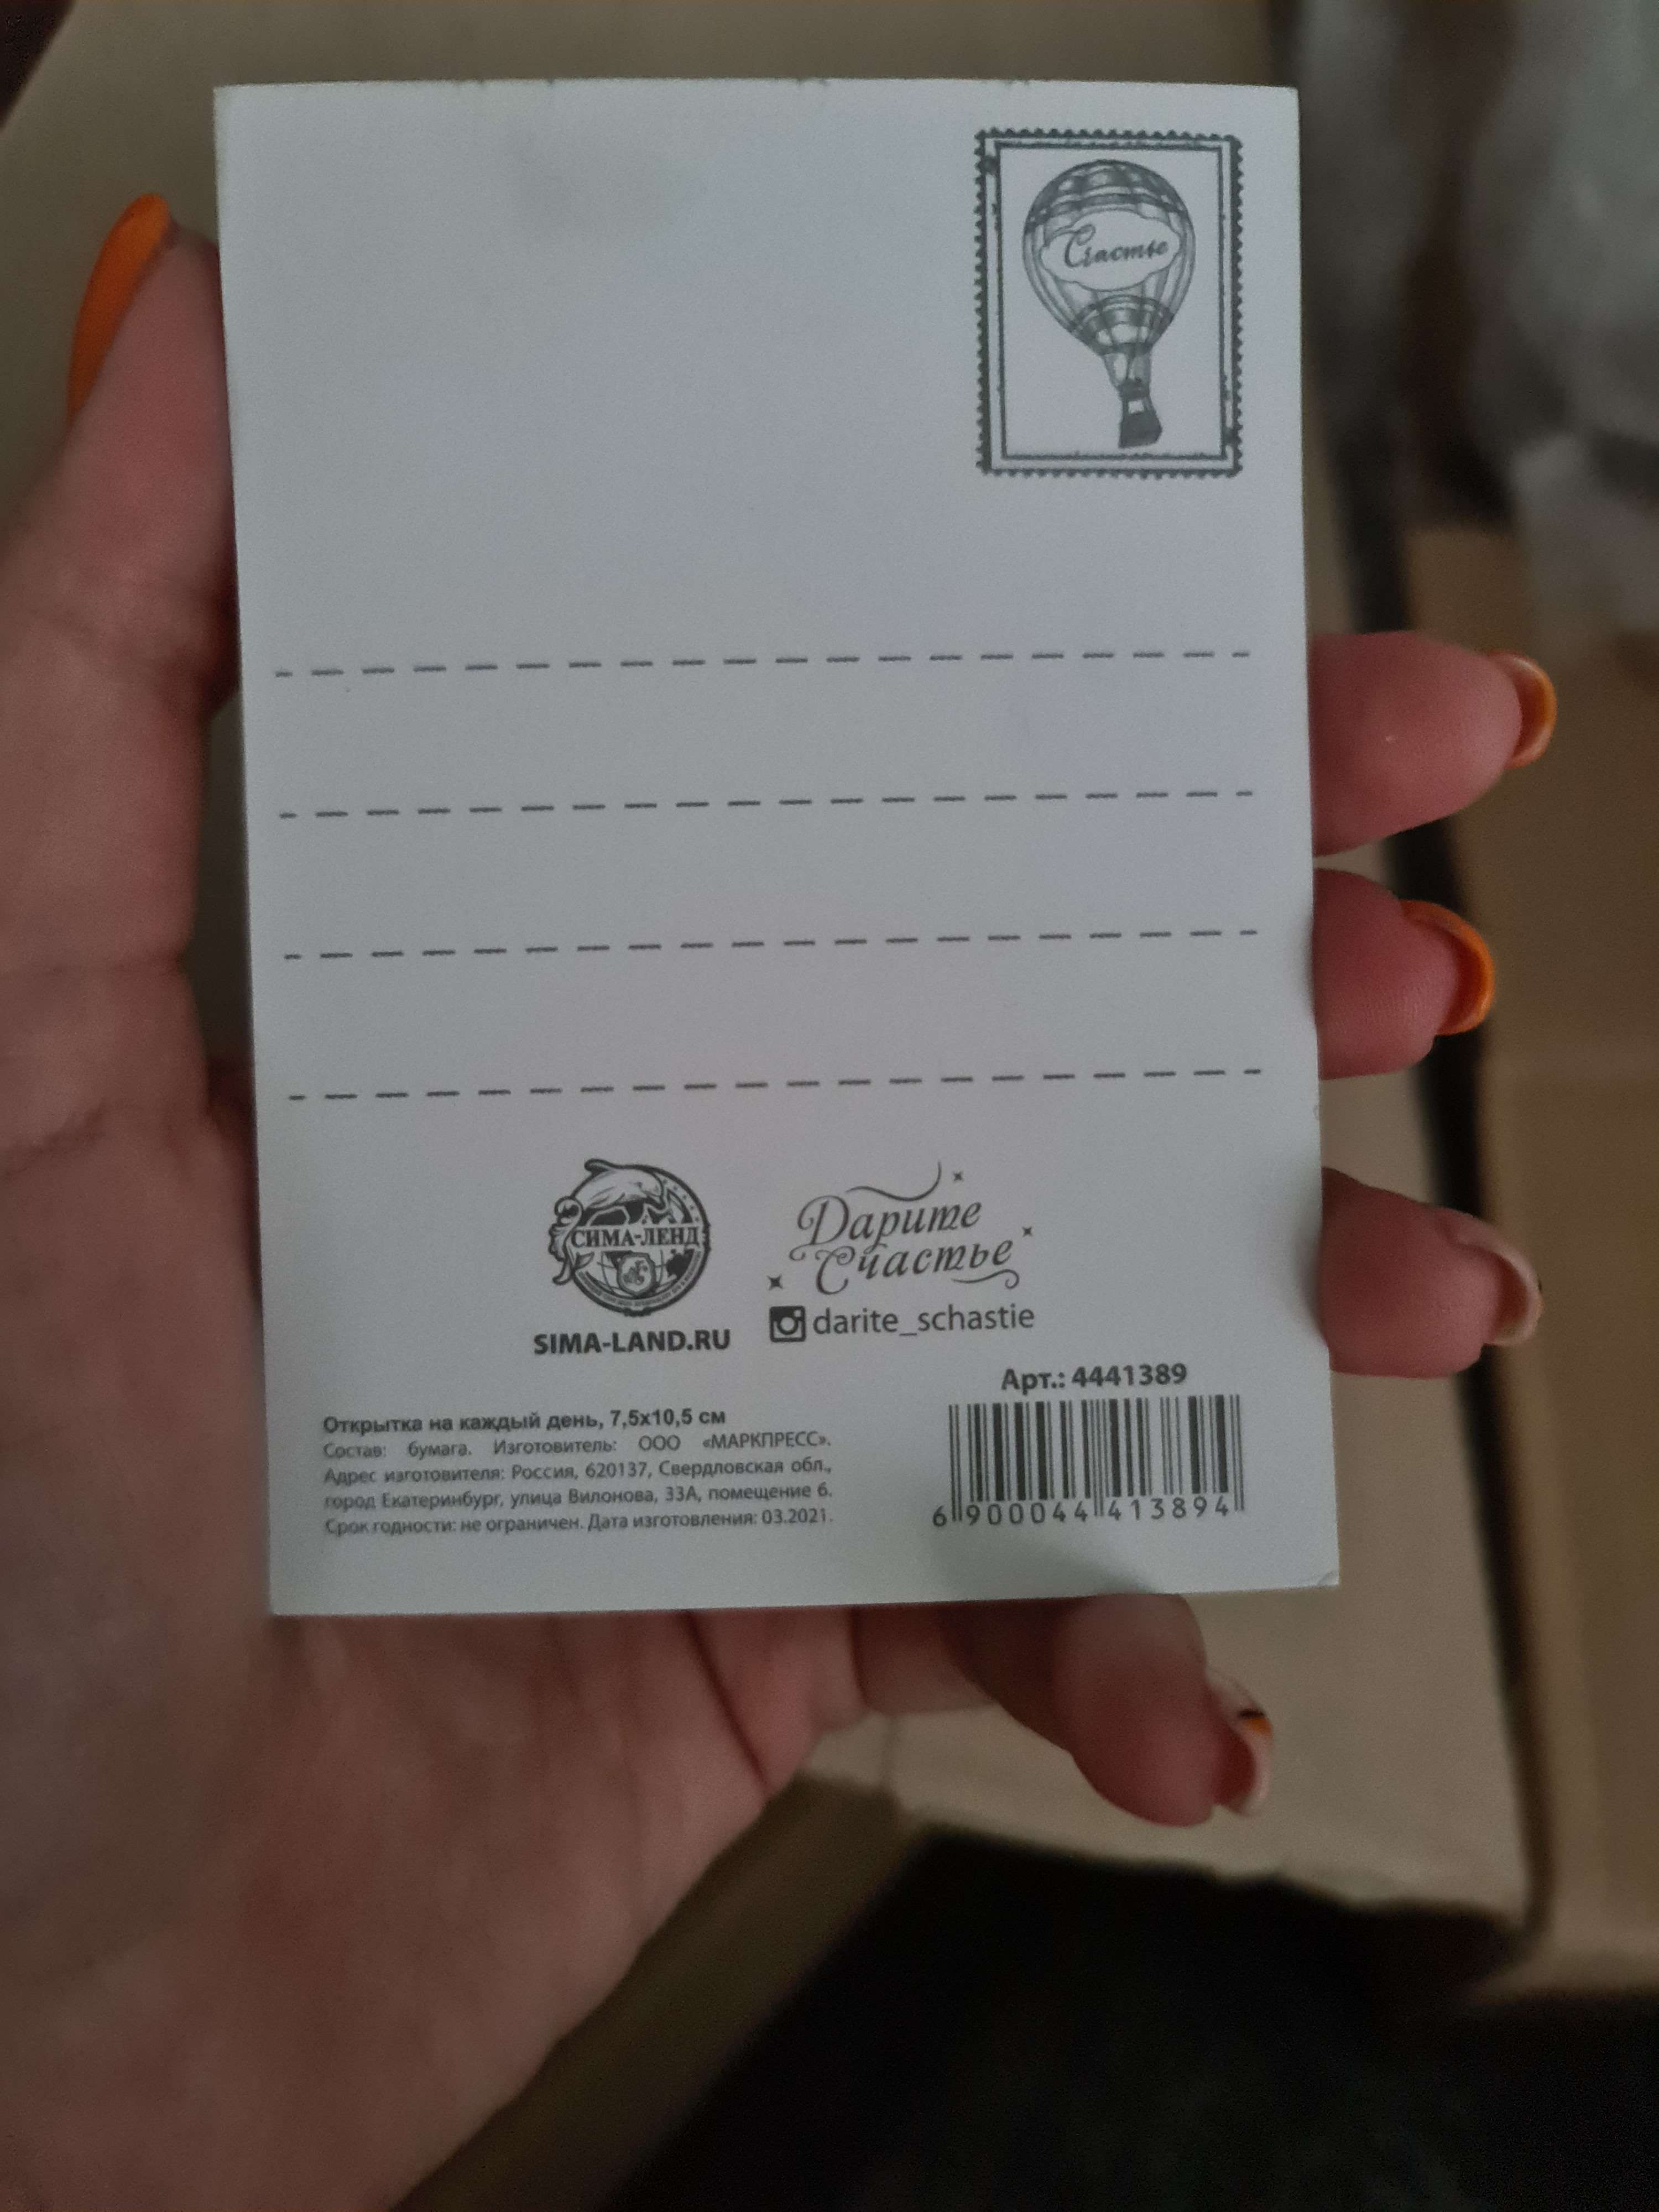 Счастье
СИМА-ЛЕНД
SIMA-LAND.RU
Дарите
Счастье
darite_schastie
Арт.: 4441389
Открытка на каждый день, 7,5х10,5 см
Состав: бумага. Изготовитель: ООО «МАРКПРЕСС».
Адрес изготовителя: Россия, 620137, Свердловская обл.,
город Екатеринбург, улица Вилонова, 33А, помещение 6.
Срок годности: не ограничен. Дата изготовления: 03.2021.
6 900044 413894